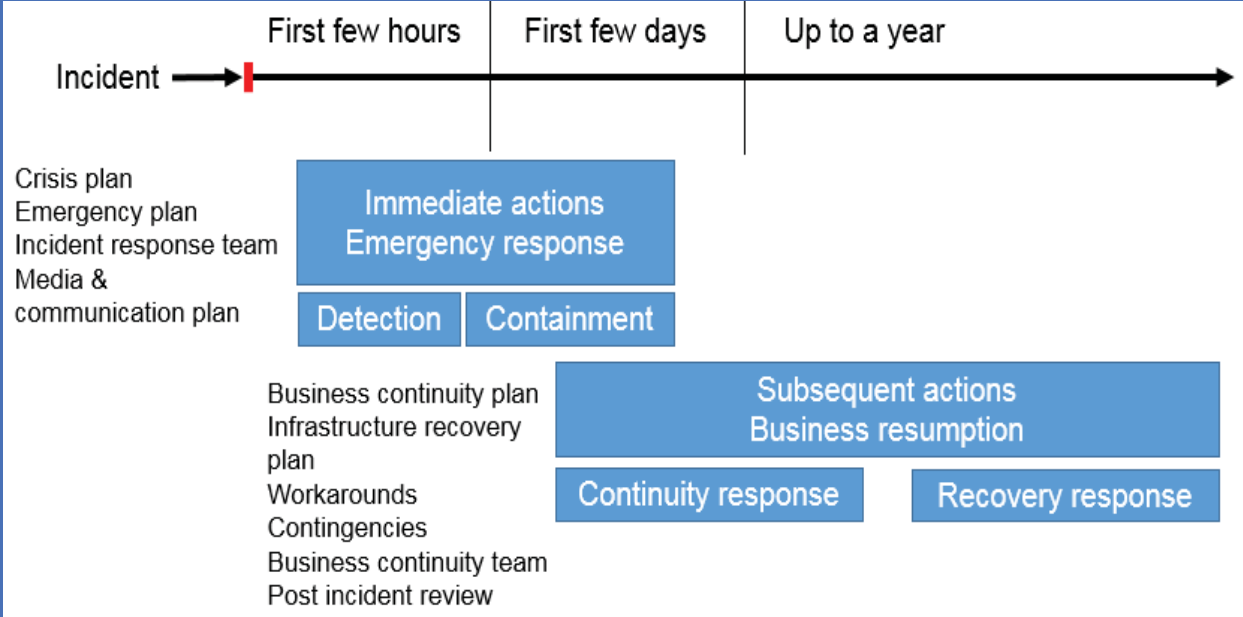 First few hours
First few days
Up to a year
Incident
Crisis plan
Emergency plan
Incident response team
Media &
communication plan
Immediate actions
Emergency response
Detection
Containment
Business continuity plan
Infrastructure recovery
plan
Workarounds
Contingencies
Business continuity team
Post incident review
Subsequent actions
Business resumption
Continuity response
Recovery response